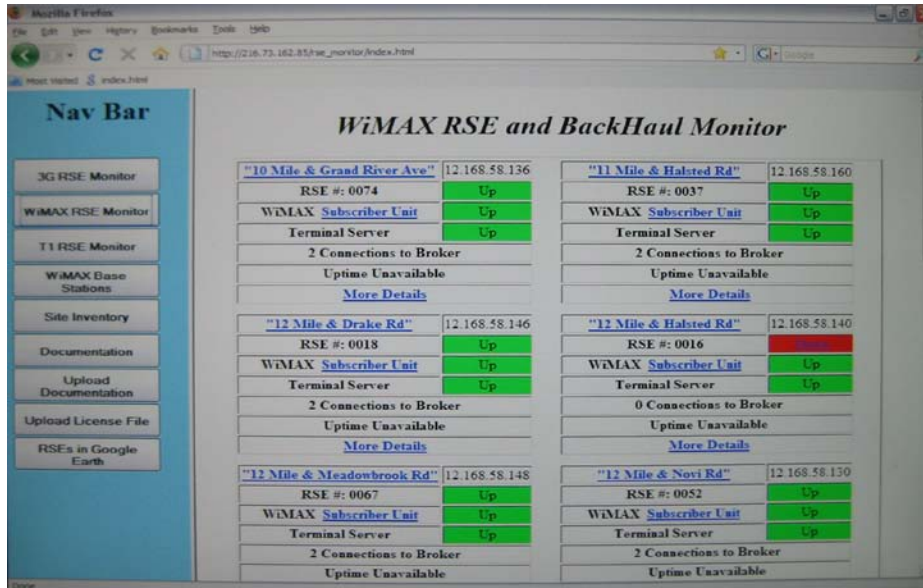 Mozilla Firefox
File Edit View History Bookmarks Tools Help
http://216.73.162.85/rse_monitor/index.html
Google
Most Visited index.html
Nav Bar
3G RSE Monitor
WiMAX RSE Monitor
T1 RSE Monitor
WiMAX Base
Stations
Site Inventory
Documentation
Upload
Documentation
Upload License File
RSEs in Google
Earth
WiMAX RSE and BackHaul Monitor
"10 Mile & Grand River Ave" 12.168.58.136
RSE #: 0074 Up
WiMAX Subscriber Unit Up
Terminal Server Up
2 Connections to Broker
Uptime Unavailable
More Details
"11 Mile & Halsted Rd" 12.168.58.160
RSE #: 0037 Up
WiMAX Subscriber Unit Up
Terminal Server Up
2 Connections to Broker
Uptime Unavailable
More Details
"12 Mile & Drake Rd" 12.168.58.146
RSE #: 0018 Up
WiMAX Subscriber Unit Up
Terminal Server Up
2 Connections to Broker
Uptime Unavailable
More Details
"12 Mile & Halsted Rd" 12.168.58.140
RSE #: 0016
WiMAX Subscriber Unit Up
Terminal Server Up
0 Connections to Broker
Uptime Unavailable
More Details
"12 Mile & Meadowbrook Rd" 12.168.58.148
RSE #: 0067 Up
WiMAX Subscriber Unit Up
Terminal Server Up
2 Connections to Broker
Uptime Unavailable
"12 Mile & Novi Rd" 12.168.58.130
RSE #: 0052 Up
WiMAX Subscriber Unit Up
Terminal Server Up
2 Connections to Broker
Uptime Unavailable
Done